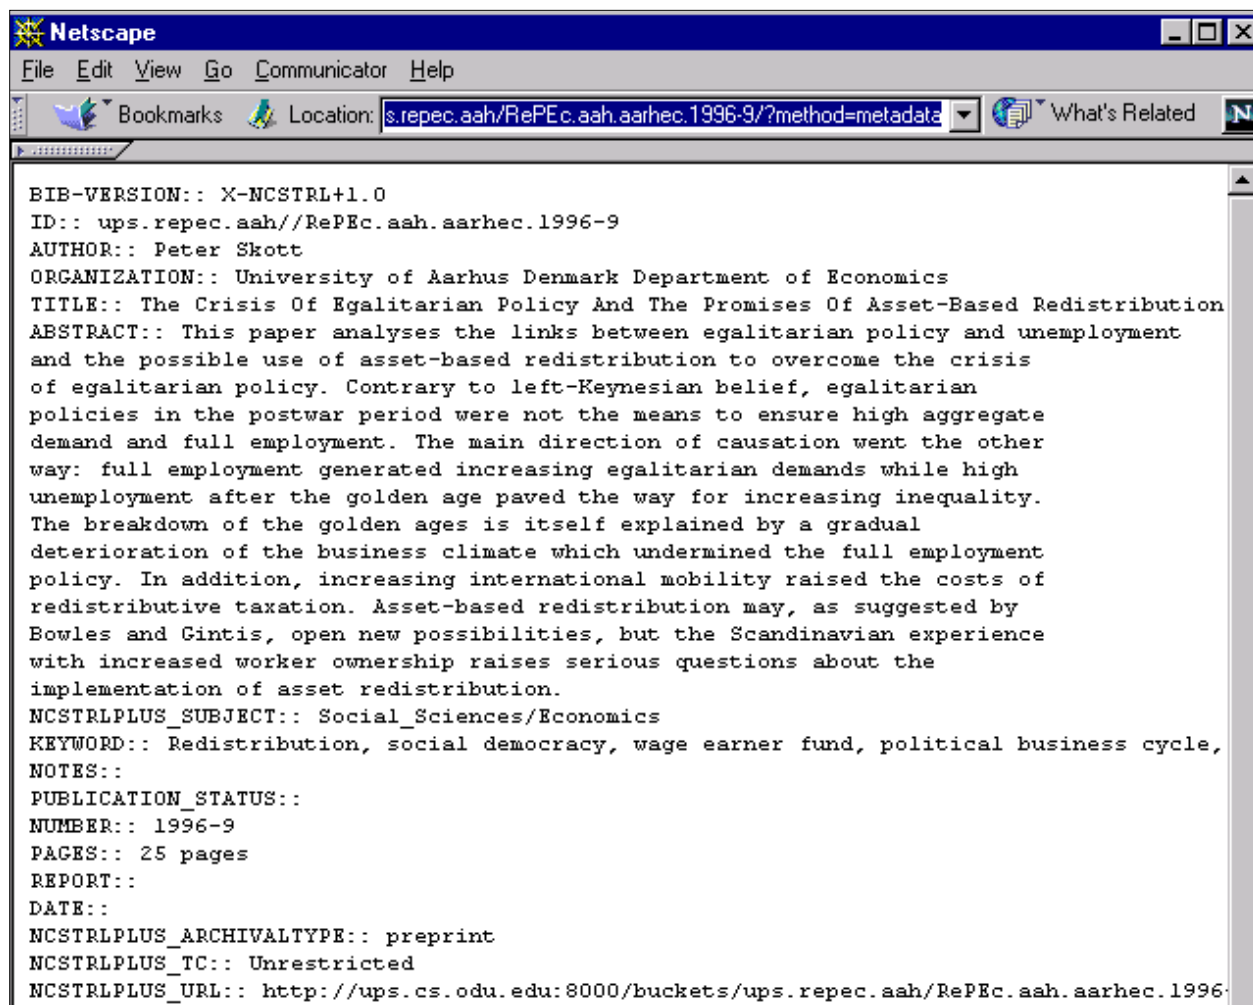 Netscape
File Edit View Go Communicator Help
Bookmarks Location: s.repec.aah/RePEc.aah.aarhec.1996-9/?method=metadata What's Related N
BIB-VERSION:: X-NCSTRL+1.0
ID:: ups.repec.aah//RePEc.aah.aarhec.1996-9
AUTHOR:: Peter Skott
ORGANIZATION:: University of Aarhus Denmark Department of Economics
TITLE:: The Crisis Of Egalitarian Policy And The Promises Of Asset-Based Redistribution
ABSTRACT:: This paper analyses the links between egalitarian policy and unemployment
and the possible use of asset-based redistribution to overcome the crisis
of egalitarian policy. Contrary to left-Keynesian belief, egalitarian
policies in the postwar period were not the means to ensure high aggregate
demand and full employment. The main direction of causation went the other
way: full employment generated increasing egalitarian demands while high
unemployment after the golden age paved the way for increasing inequality.
The breakdown of the golden ages is itself explained by a gradual
deterioration of the business climate which undermined the full employment
policy. In addition, increasing international mobility raised the costs of
redistributive taxation. Asset-based redistribution may, as suggested by
Bowles and Gintis, open new possibilities, but the Scandinavian experience
with increased worker ownership raises serious questions about the
implementation of asset redistribution.
NCSTRLPLUS_SUBJECT:: Social_Sciences/Economics
KEYWORD:: Redistribution, social democracy, wage earner fund, political business cycle,
NOTES::
PUBLICATION_STATUS::
NUMBER:: 1996-9
PAGES:: 25 pages
REPORT::
DATE::
NCSTRLPLUS_ARCHIVALTYPE:: preprint
NCSTRLPLUS_TC:: Unrestricted
NCSTRLPLUS_URL:: http://ups.cs.odu.edu:8000/buckets/ups.repec.aah/RePEc.aah.aarhec.1996-